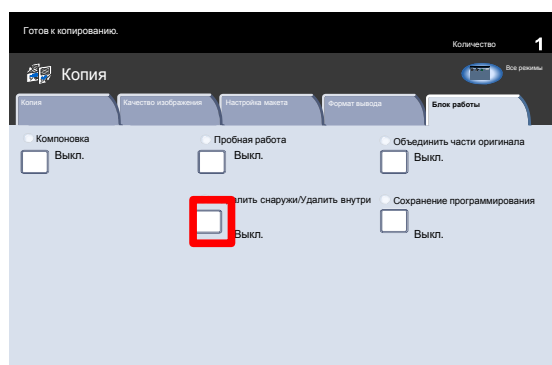 Готов к копированию.
Количество 1
Копия
Все режимы
Копия Качество изображения Настройка макета Формат вывода Блок работы
Компоновка Пробная работа Объединить части оригинала
Выкл. Выкл. Выкл.
алить снаружи/Удалить внутри Сохранение программирования
Выкл. Выкл.